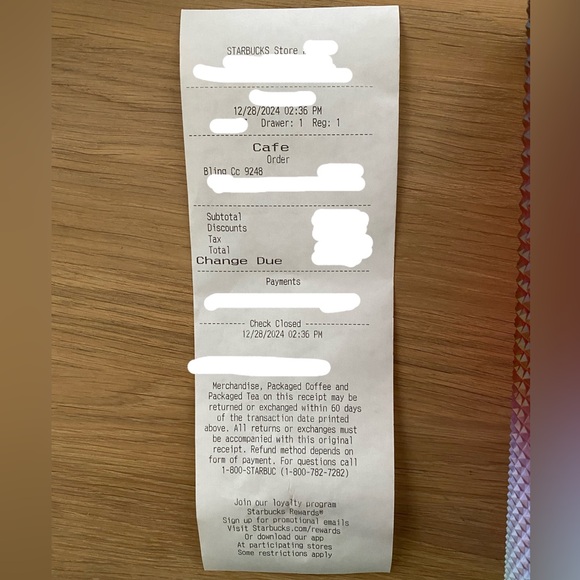 STARBUCKS Store
12/28/2024 02:36 PM
Drawer: 1 Reg: 1
Cafe
Order
Bling Cc 9248
Subtotal
Discounts
Tax
Total
Change Due
Payments
Check Closed
12/28/2024 02:36 PM
Merchandise, Packaged Coffee and
Packaged Tea on this receipt may be
returned or exchanged within 60 days
of the transaction date printed
above. All returns or exchanges must
be accompanied with this original
receipt. Refund method depends on
form of payment. For questions call
1-800-STARBUC (1-800-782-7282)
Join our loyalty program
Starbucks Rewards®
Sign up for promotional emails
Visit Starbucks.com/rewards
Or download our app
At participating stores
Some restrictions apply